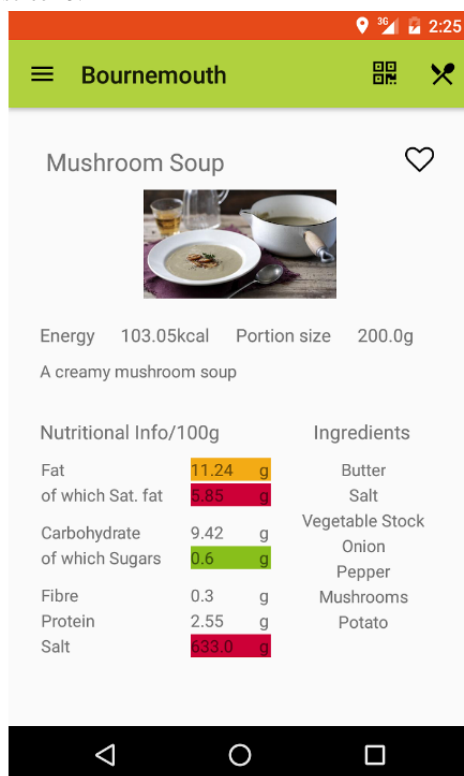 3G 2:25
Bournemouth
Mushroom Soup
Energy 103.05kcal Portion size 200.0g
A creamy mushroom soup
Nutritional Info/100g
Fat 11.24 g
of which Sat. fat 5.85 g
Carbohydrate 9.42 g
of which Sugars 0.6 g
Fibre 0.3 g
Protein 2.55 g
Salt 633.0 g
Ingredients
Butter
Salt
Vegetable Stock
Onion
Pepper
Mushrooms
Potato